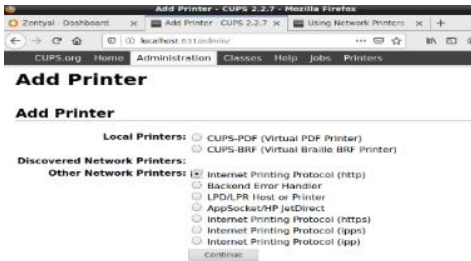 Add Printer - CUPS 2.2.7 - Mozilla Firefox
Zentyal - Dashboard × Add Printer - CUPS 2.2.7 × Using Network Printers × +
localhost:631/admin/
CUPS.org Home Administration Classes Help Jobs Printers
Add Printer
Add Printer
Local Printers: CUPS-PDF (Virtual PDF Printer)
CUPS-BRF (Virtual Braille BRF Printer)
Discovered Network Printers:
Other Network Printers: Internet Printing Protocol (http)
Backend Error Handler
LPD/LPR Host or Printer
AppSocket/HP JetDirect
Internet Printing Protocol (https)
Internet Printing Protocol (ipps)
Internet Printing Protocol (ipp)
Continue